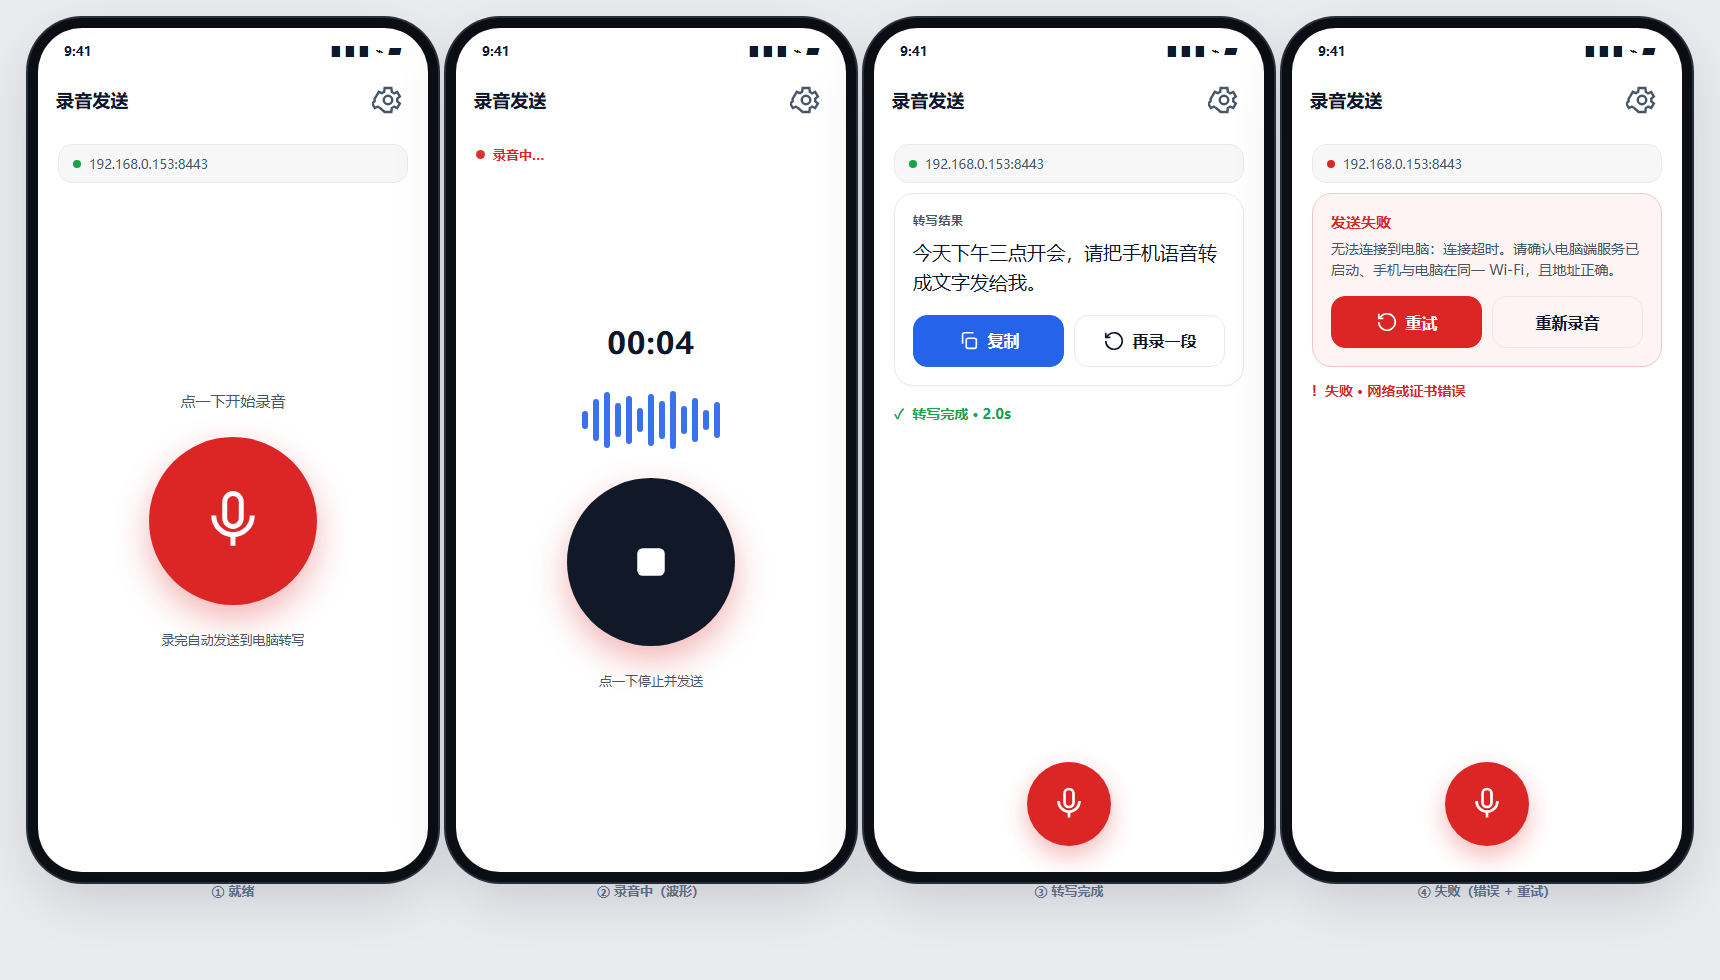 9:41
录音发送
192.168.0.153:8443
点一下开始录音
录完自动发送到电脑转写
① 就绪
9:41
录音发送
录音中...
00:04
点一下停止并发送
② 录音中（波形）
9:41
录音发送
192.168.0.153:8443
转写结果
今天下午三点开会，请把手机语音转
成文字发给我。
复制
再录一段
✓ 转写完成 • 2.0s
③ 转写完成
9:41
录音发送
192.168.0.153:8443
发送失败
无法连接到电脑：连接超时。请确认电脑端服务已
启动、手机与电脑在同一 Wi-Fi，且地址正确。
重试
重新录音
! 失败 • 网络或证书错误
④ 失败（错误 + 重试）